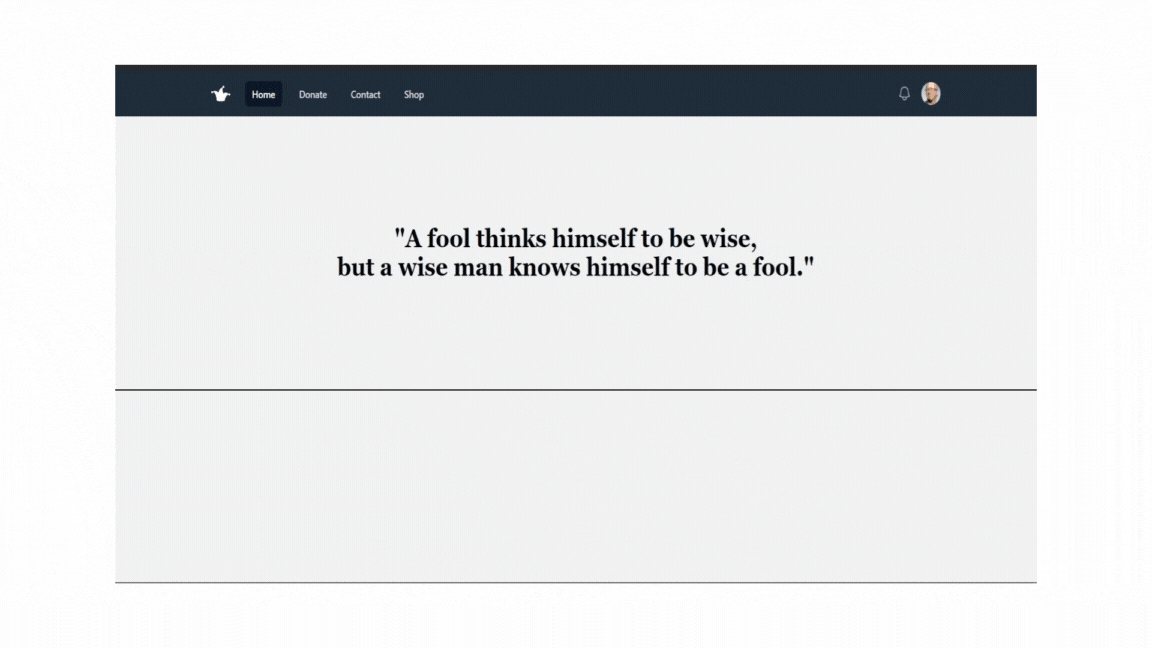 Home Donate Contact Shop
"A fool thinks himself to be wise,
but a wise man knows himself to be a fool."